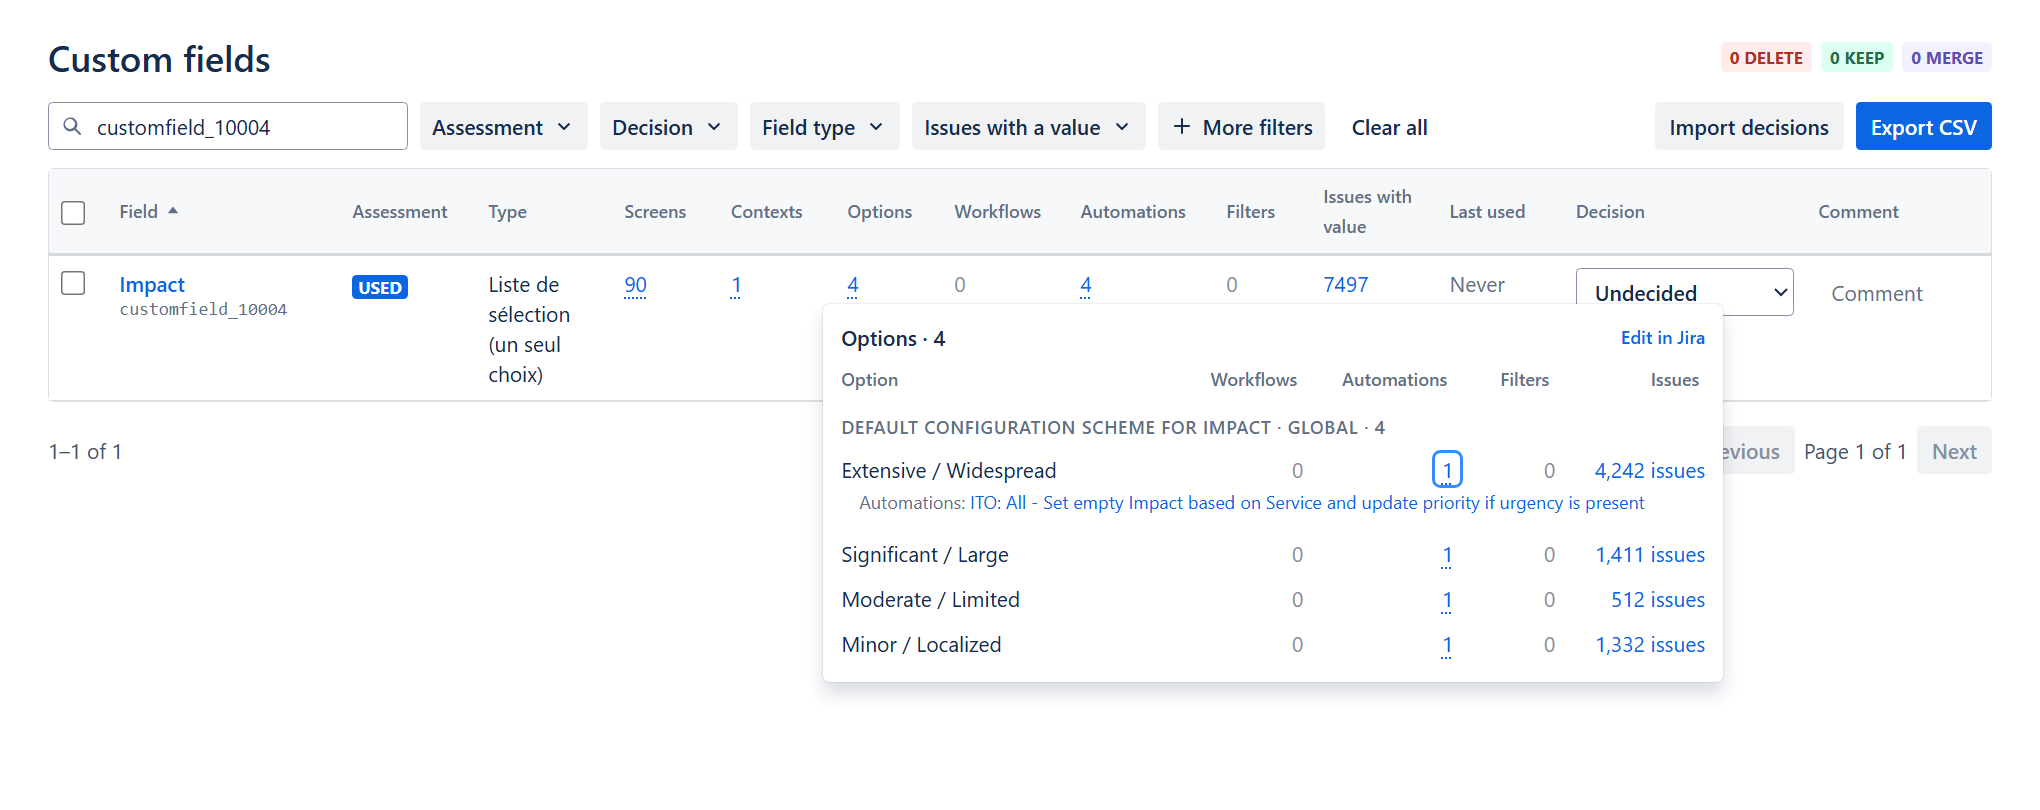 Custom fields
0 DELETE 0 KEEP 0 MERGE
customfield_10004 Assessment Decision Field type Issues with a value + More filters Clear all Import decisions Export CSV
Field Assessment Type Screens Contexts Options Workflows Automations Filters Issues with value Last used Decision Comment
Impact USED Liste de sélection (un seul choix) 90 1 4 0 4 0 7497 Never Undecided Comment
customfield_10004
Options · 4 Edit in Jira
Option Workflows Automations Filters Issues
DEFAULT CONFIGURATION SCHEME FOR IMPACT · GLOBAL · 4
Extensive / Widespread 0 1 0 4,242 issues
Automations: ITO: All - Set empty Impact based on Service and update priority if urgency is present
Significant / Large 0 1 0 1,411 issues
Moderate / Limited 0 1 0 512 issues
Minor / Localized 0 1 0 1,332 issues
1–1 of 1 evious Page 1 of 1 Next